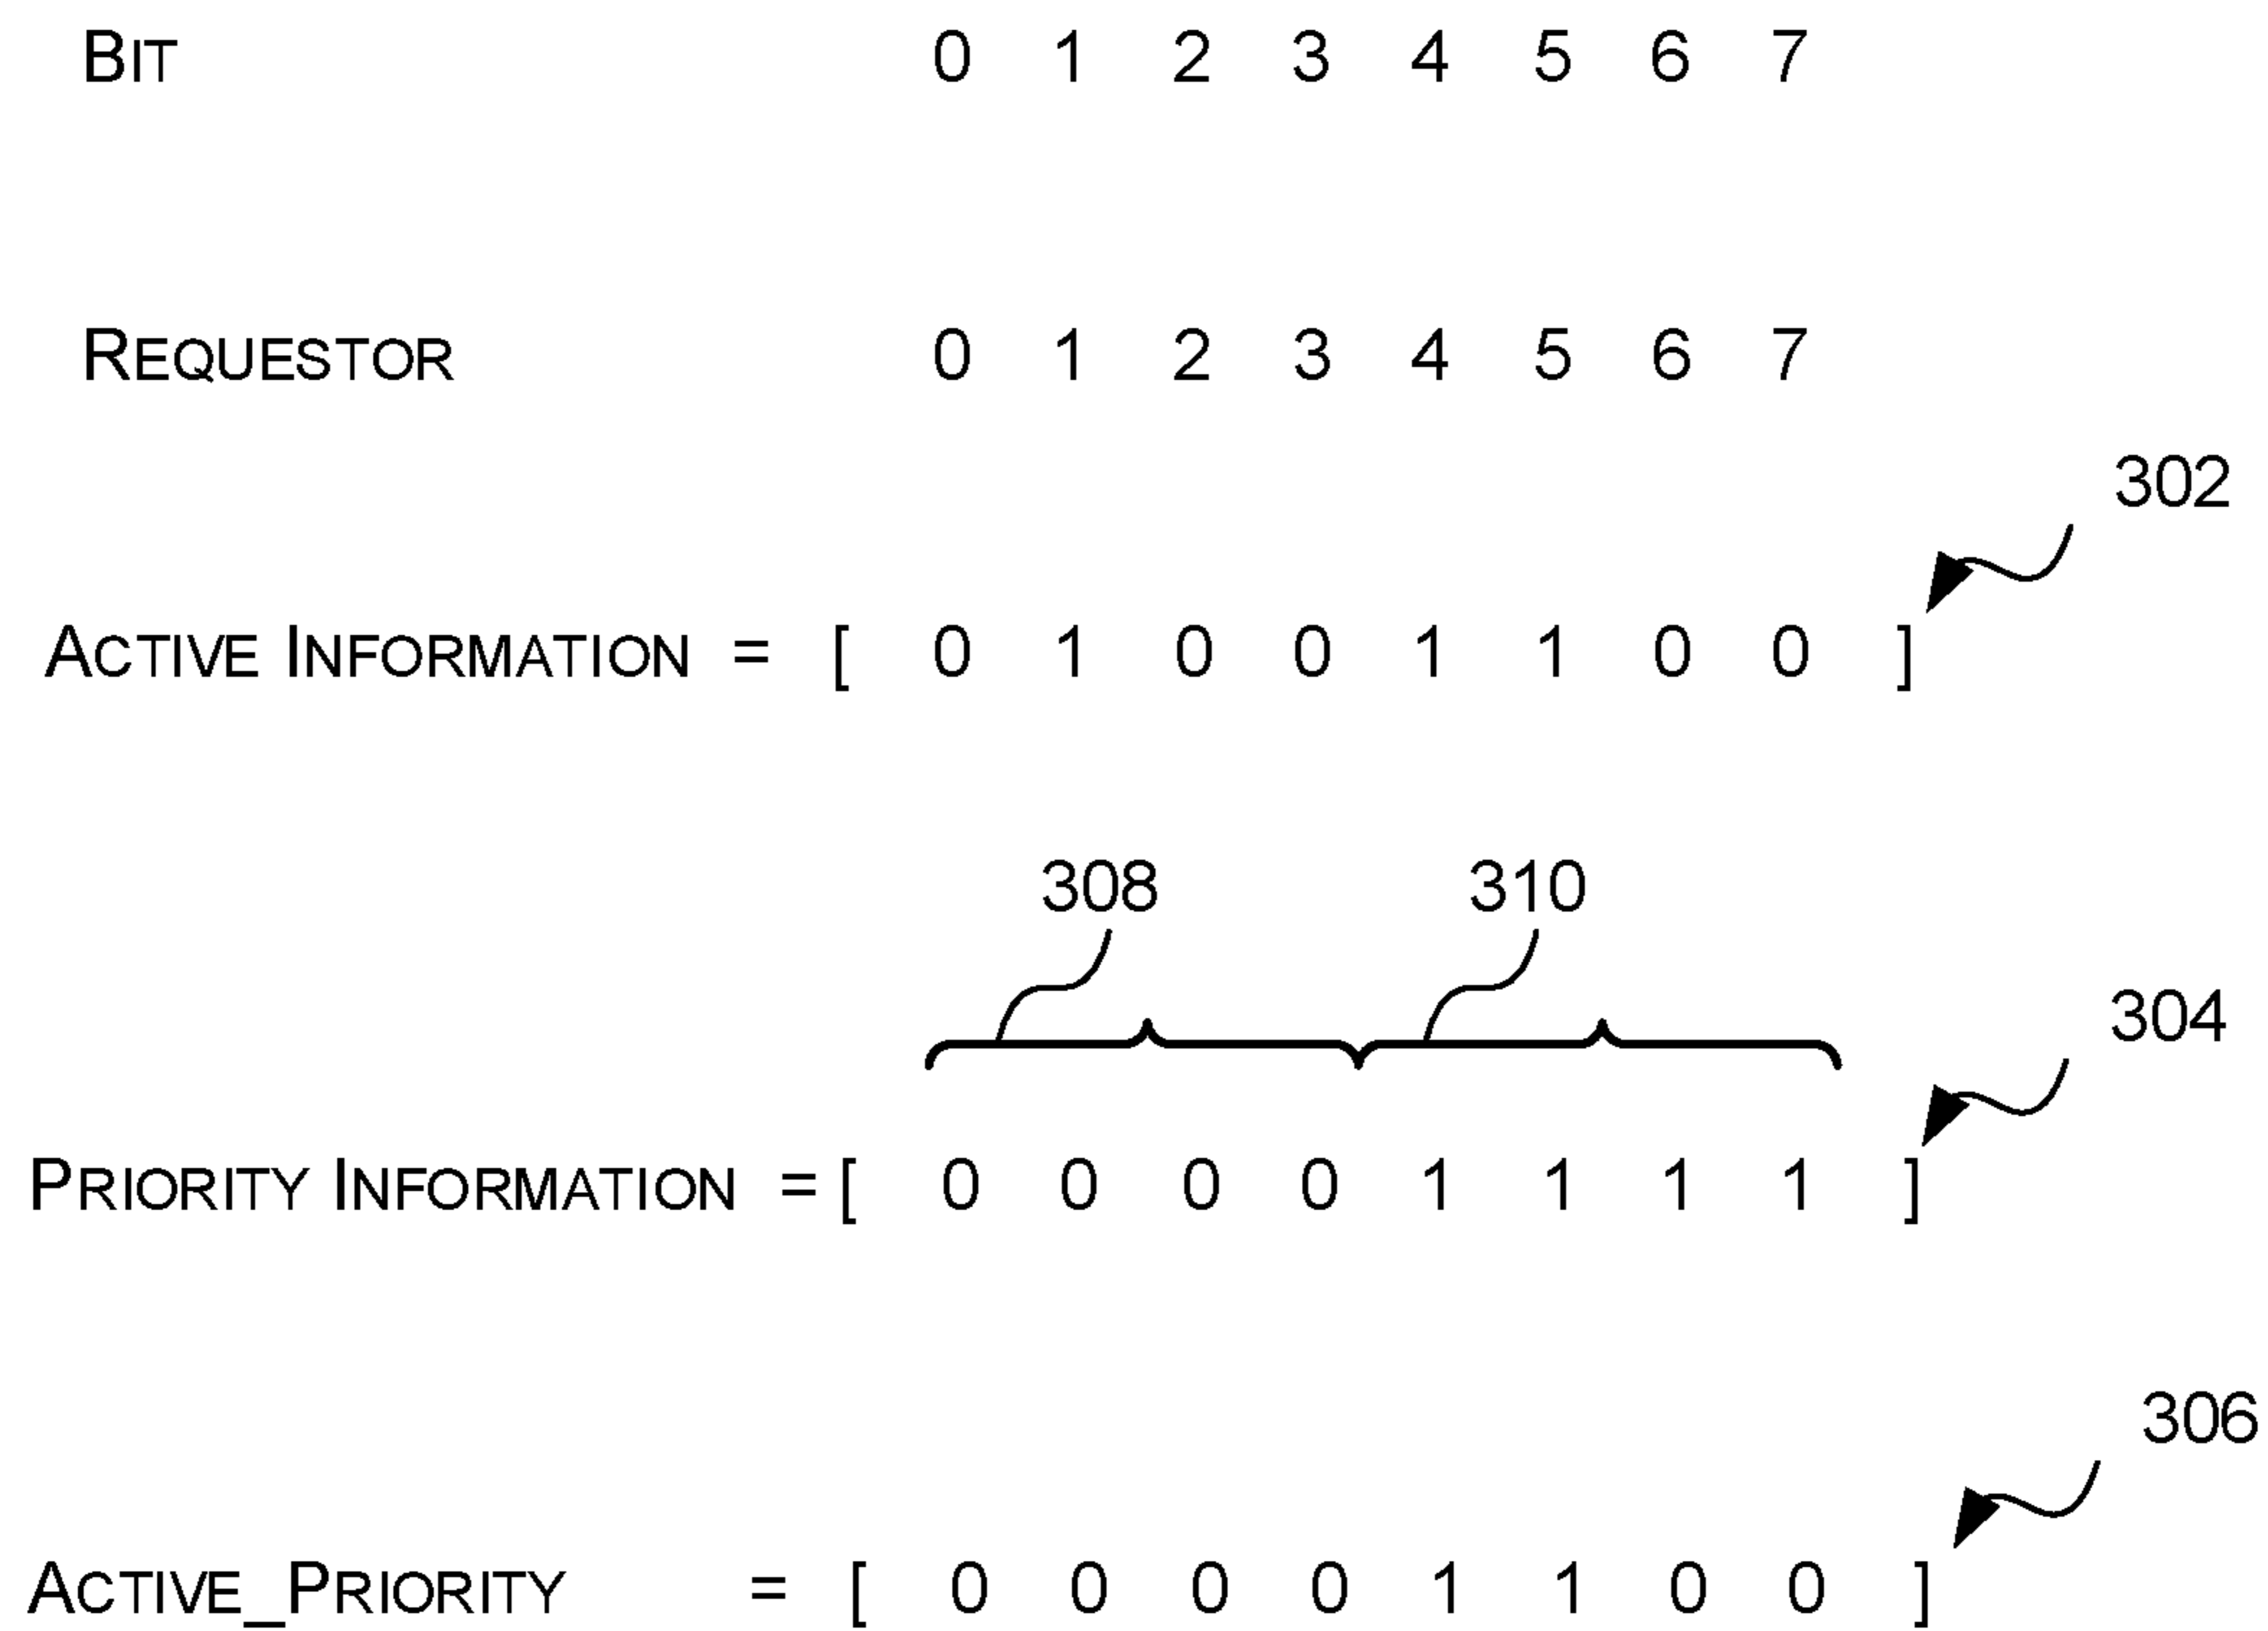 BIT 0 1 2 3 4 5 6 7
REQUESTOR 0 1 2 3 4 5 6 7
302
ACTIVE INFORMATION = [ 0 1 0 0 1 1 0 0 ]
308 310
304
PRIORITY INFORMATION = [ 0 0 0 0 1 1 1 1 ]
306
ACTIVE_PRIORITY = [ 0 0 0 0 1 1 0 0 ]